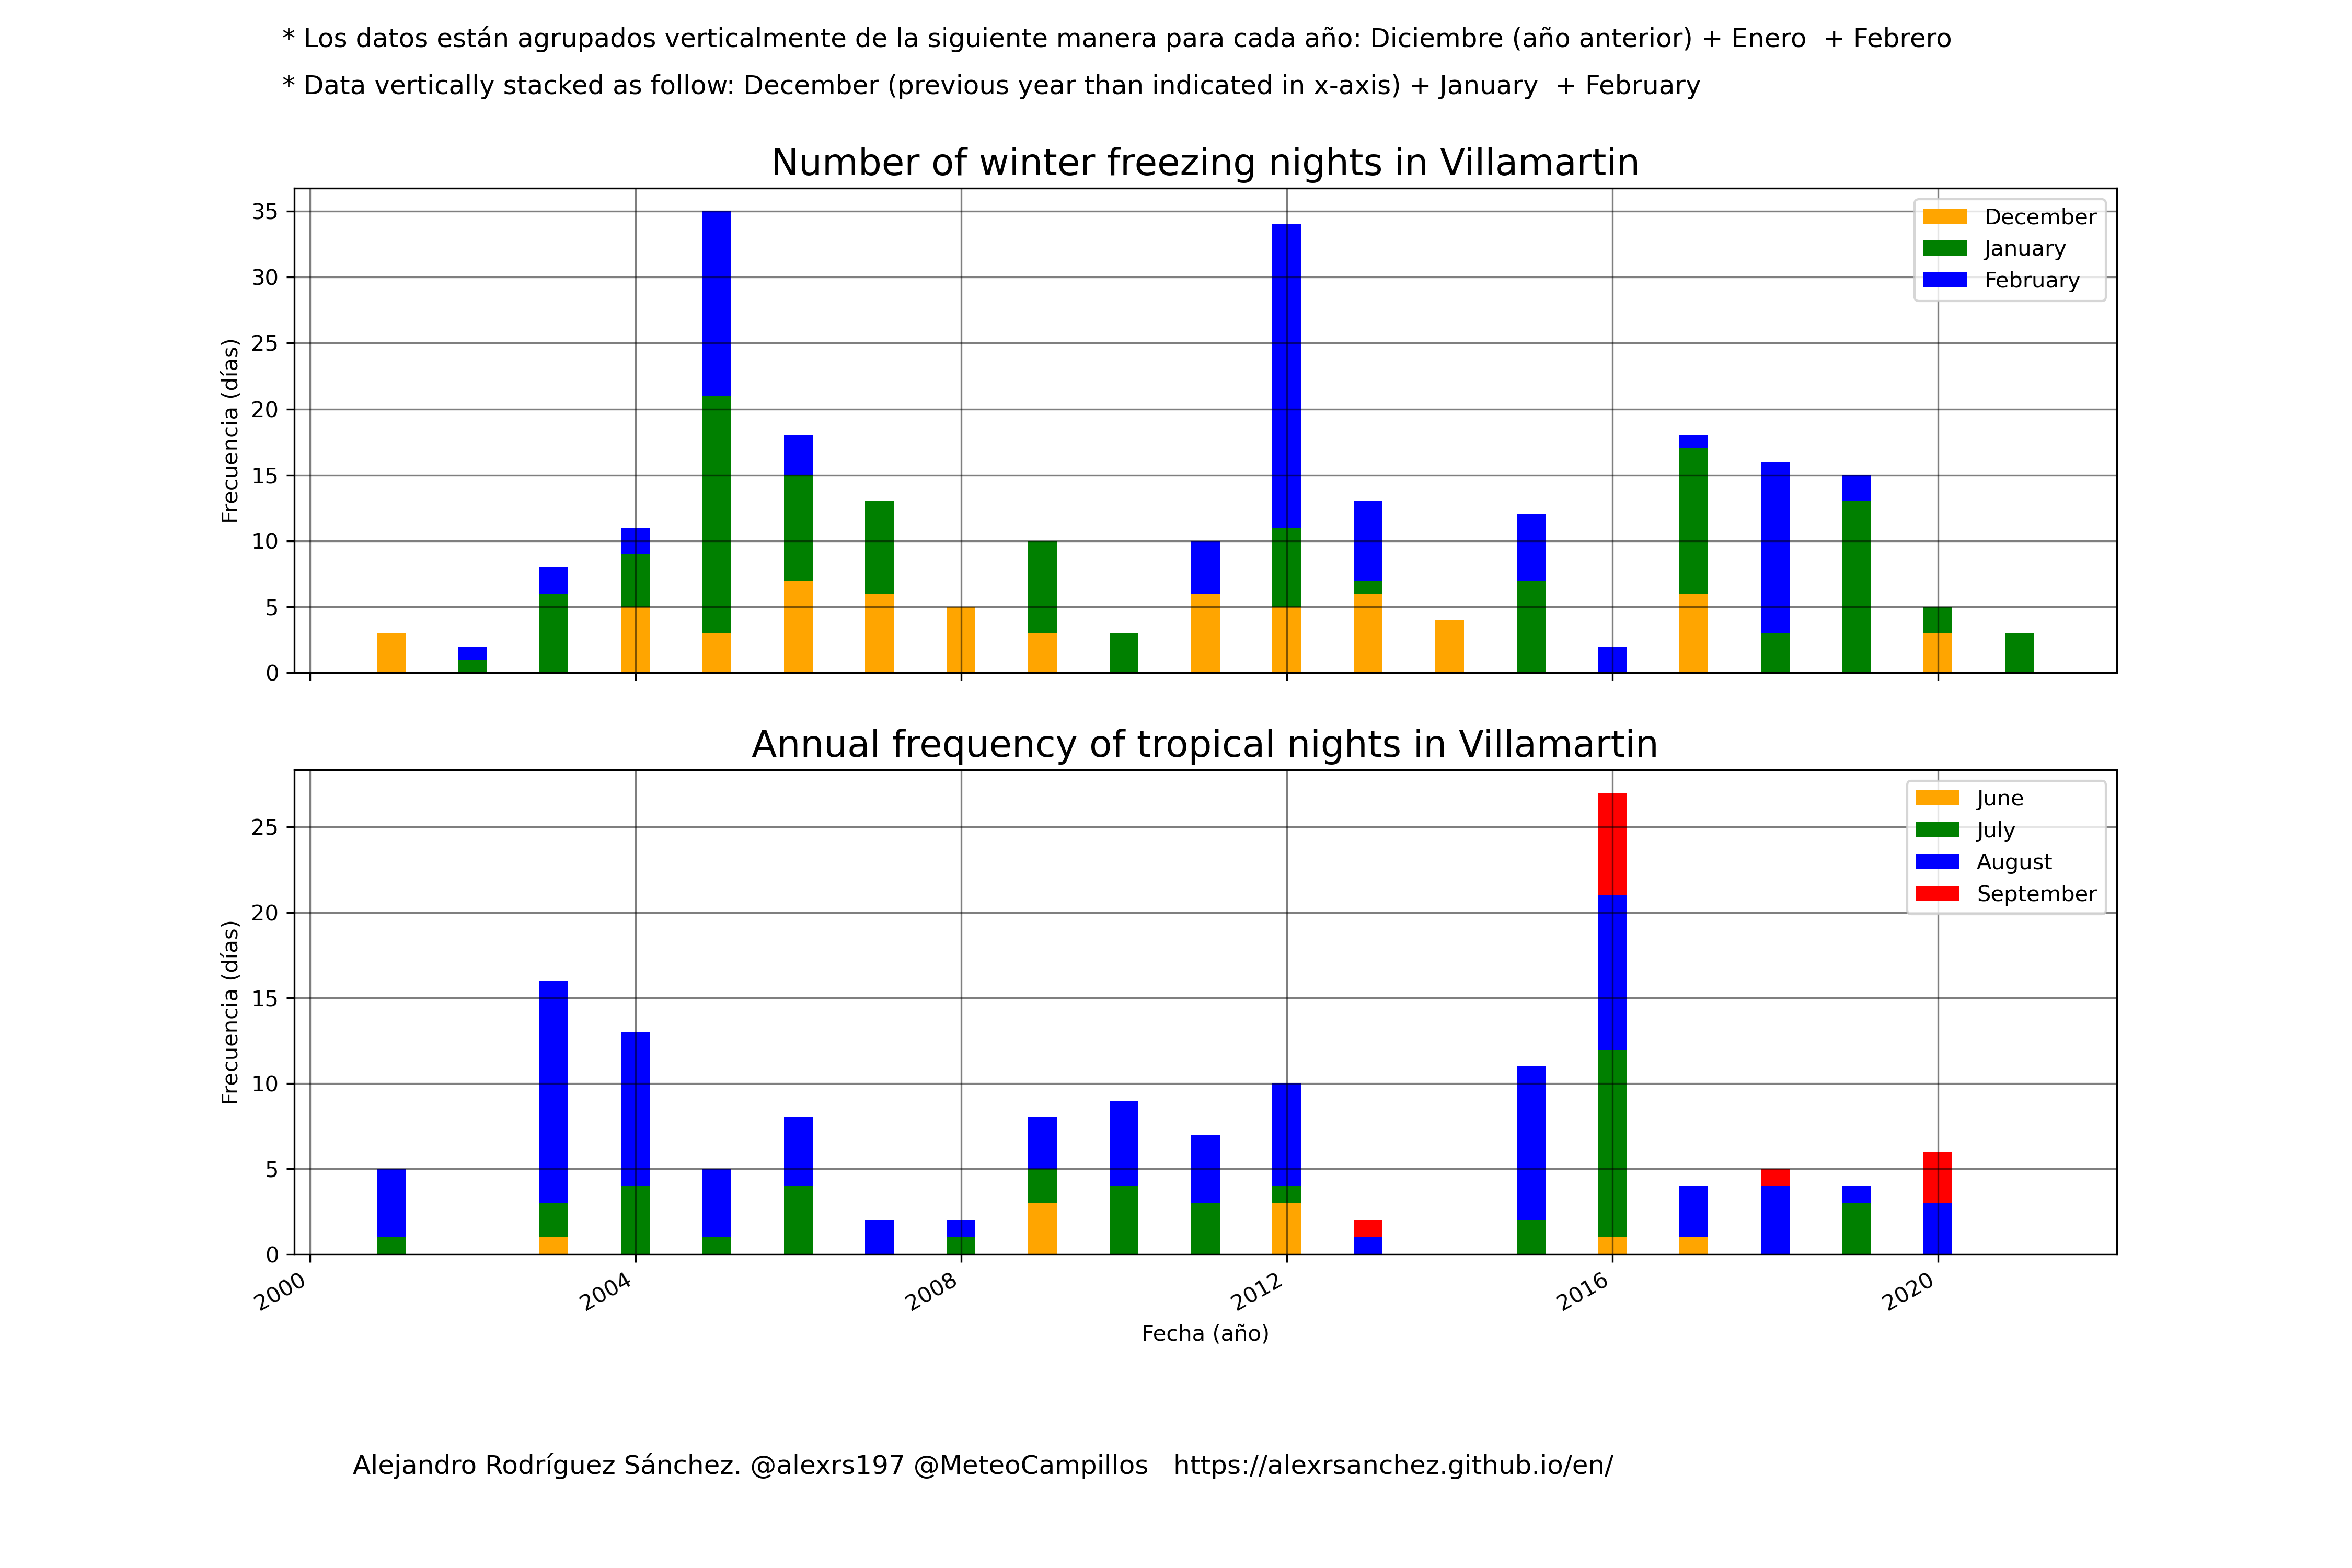 * Los datos están agrupados verticalmente de la siguiente manera para cada año: Diciembre (año anterior) + Enero  + Febrero
* Data vertically stacked as follow: December (previous year than indicated in x-axis) + January  + February
Number of winter freezing nights in Villamartin
Frecuencia (días)
35
30
25
20
15
10
5
0
December
January
February
Annual frequency of tropical nights in Villamartin
Frecuencia (días)
25
20
15
10
5
0
June
July
August
September
2000 2004 2008 2012 2016 2020
Fecha (año)
Alejandro Rodríguez Sánchez. @alexrs197 @MeteoCampillos   https://alexrsanchez.github.io/en/